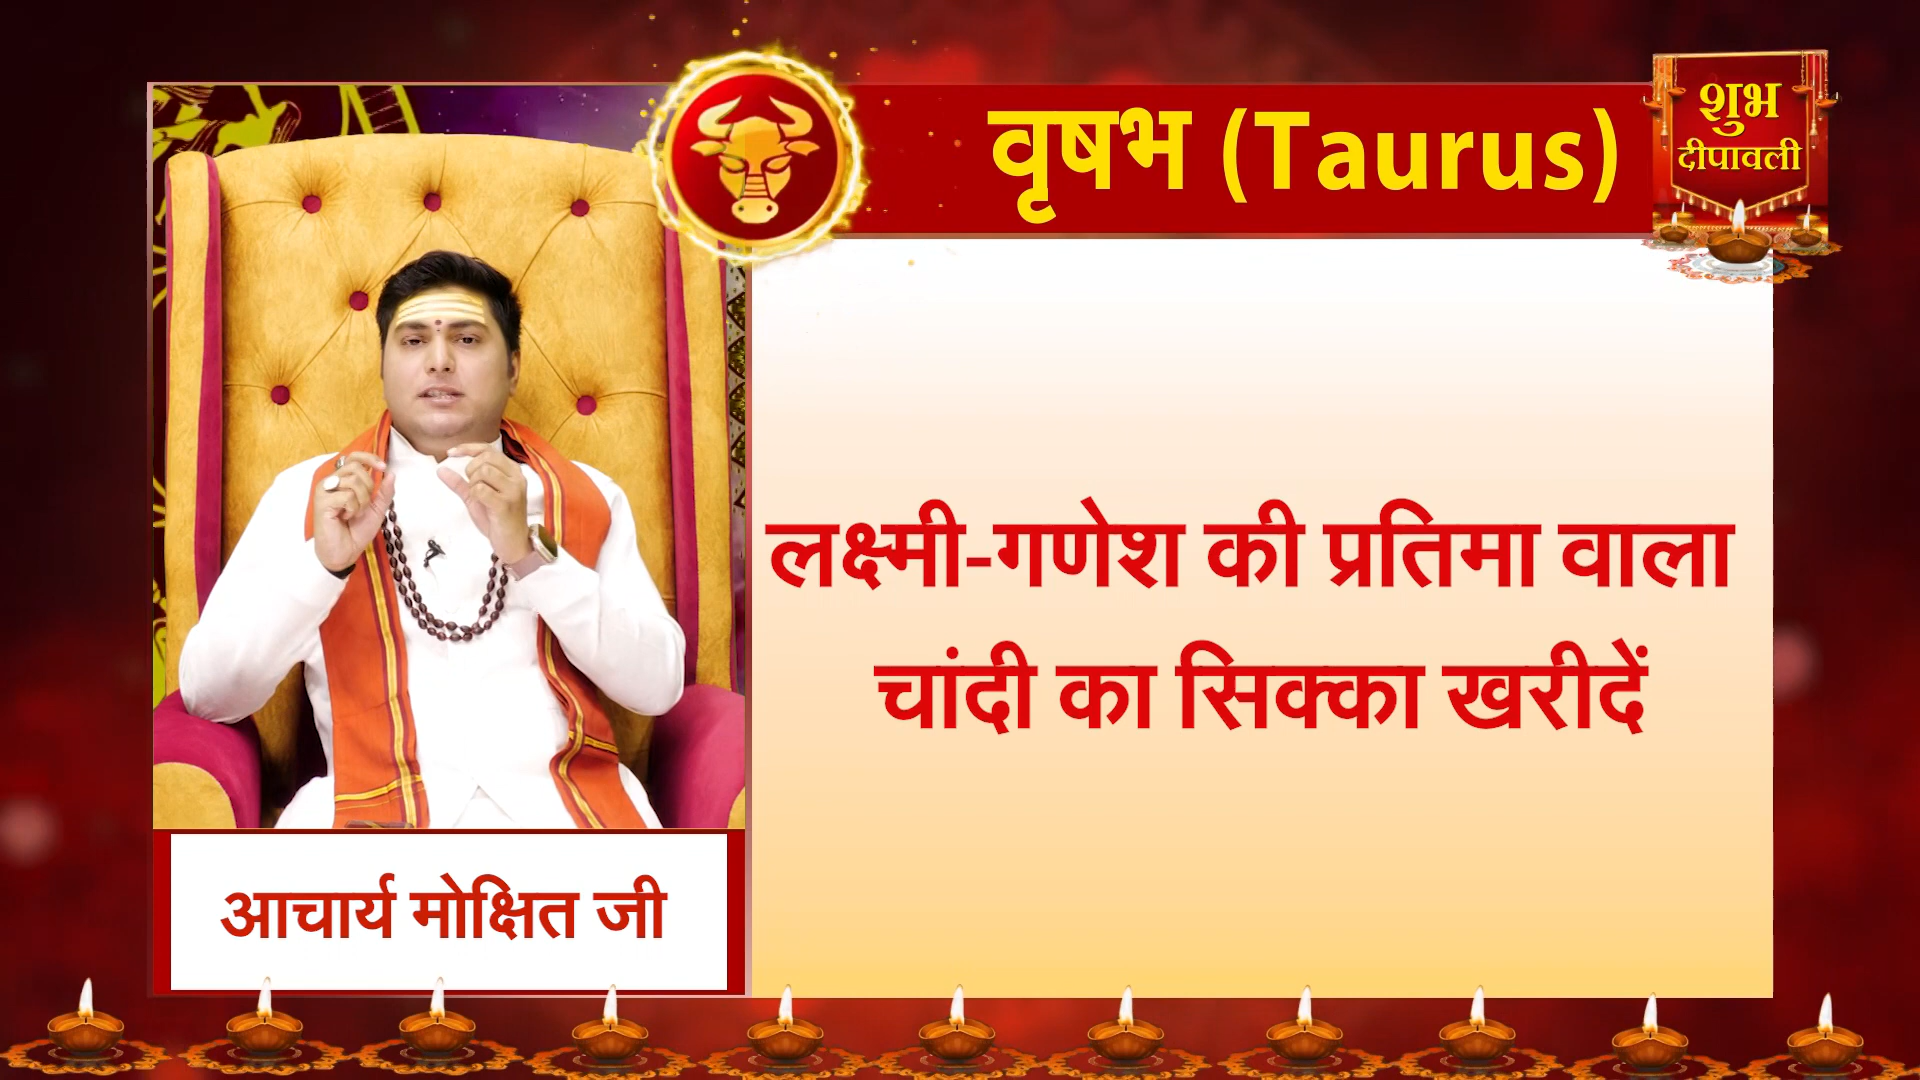 वृषभ (Taurus)
शुभ
दीपावली
लक्ष्मी-गणेश की प्रतिमा वाला
चांदी का सिक्का खरीदें
आचार्य मोक्षित जी